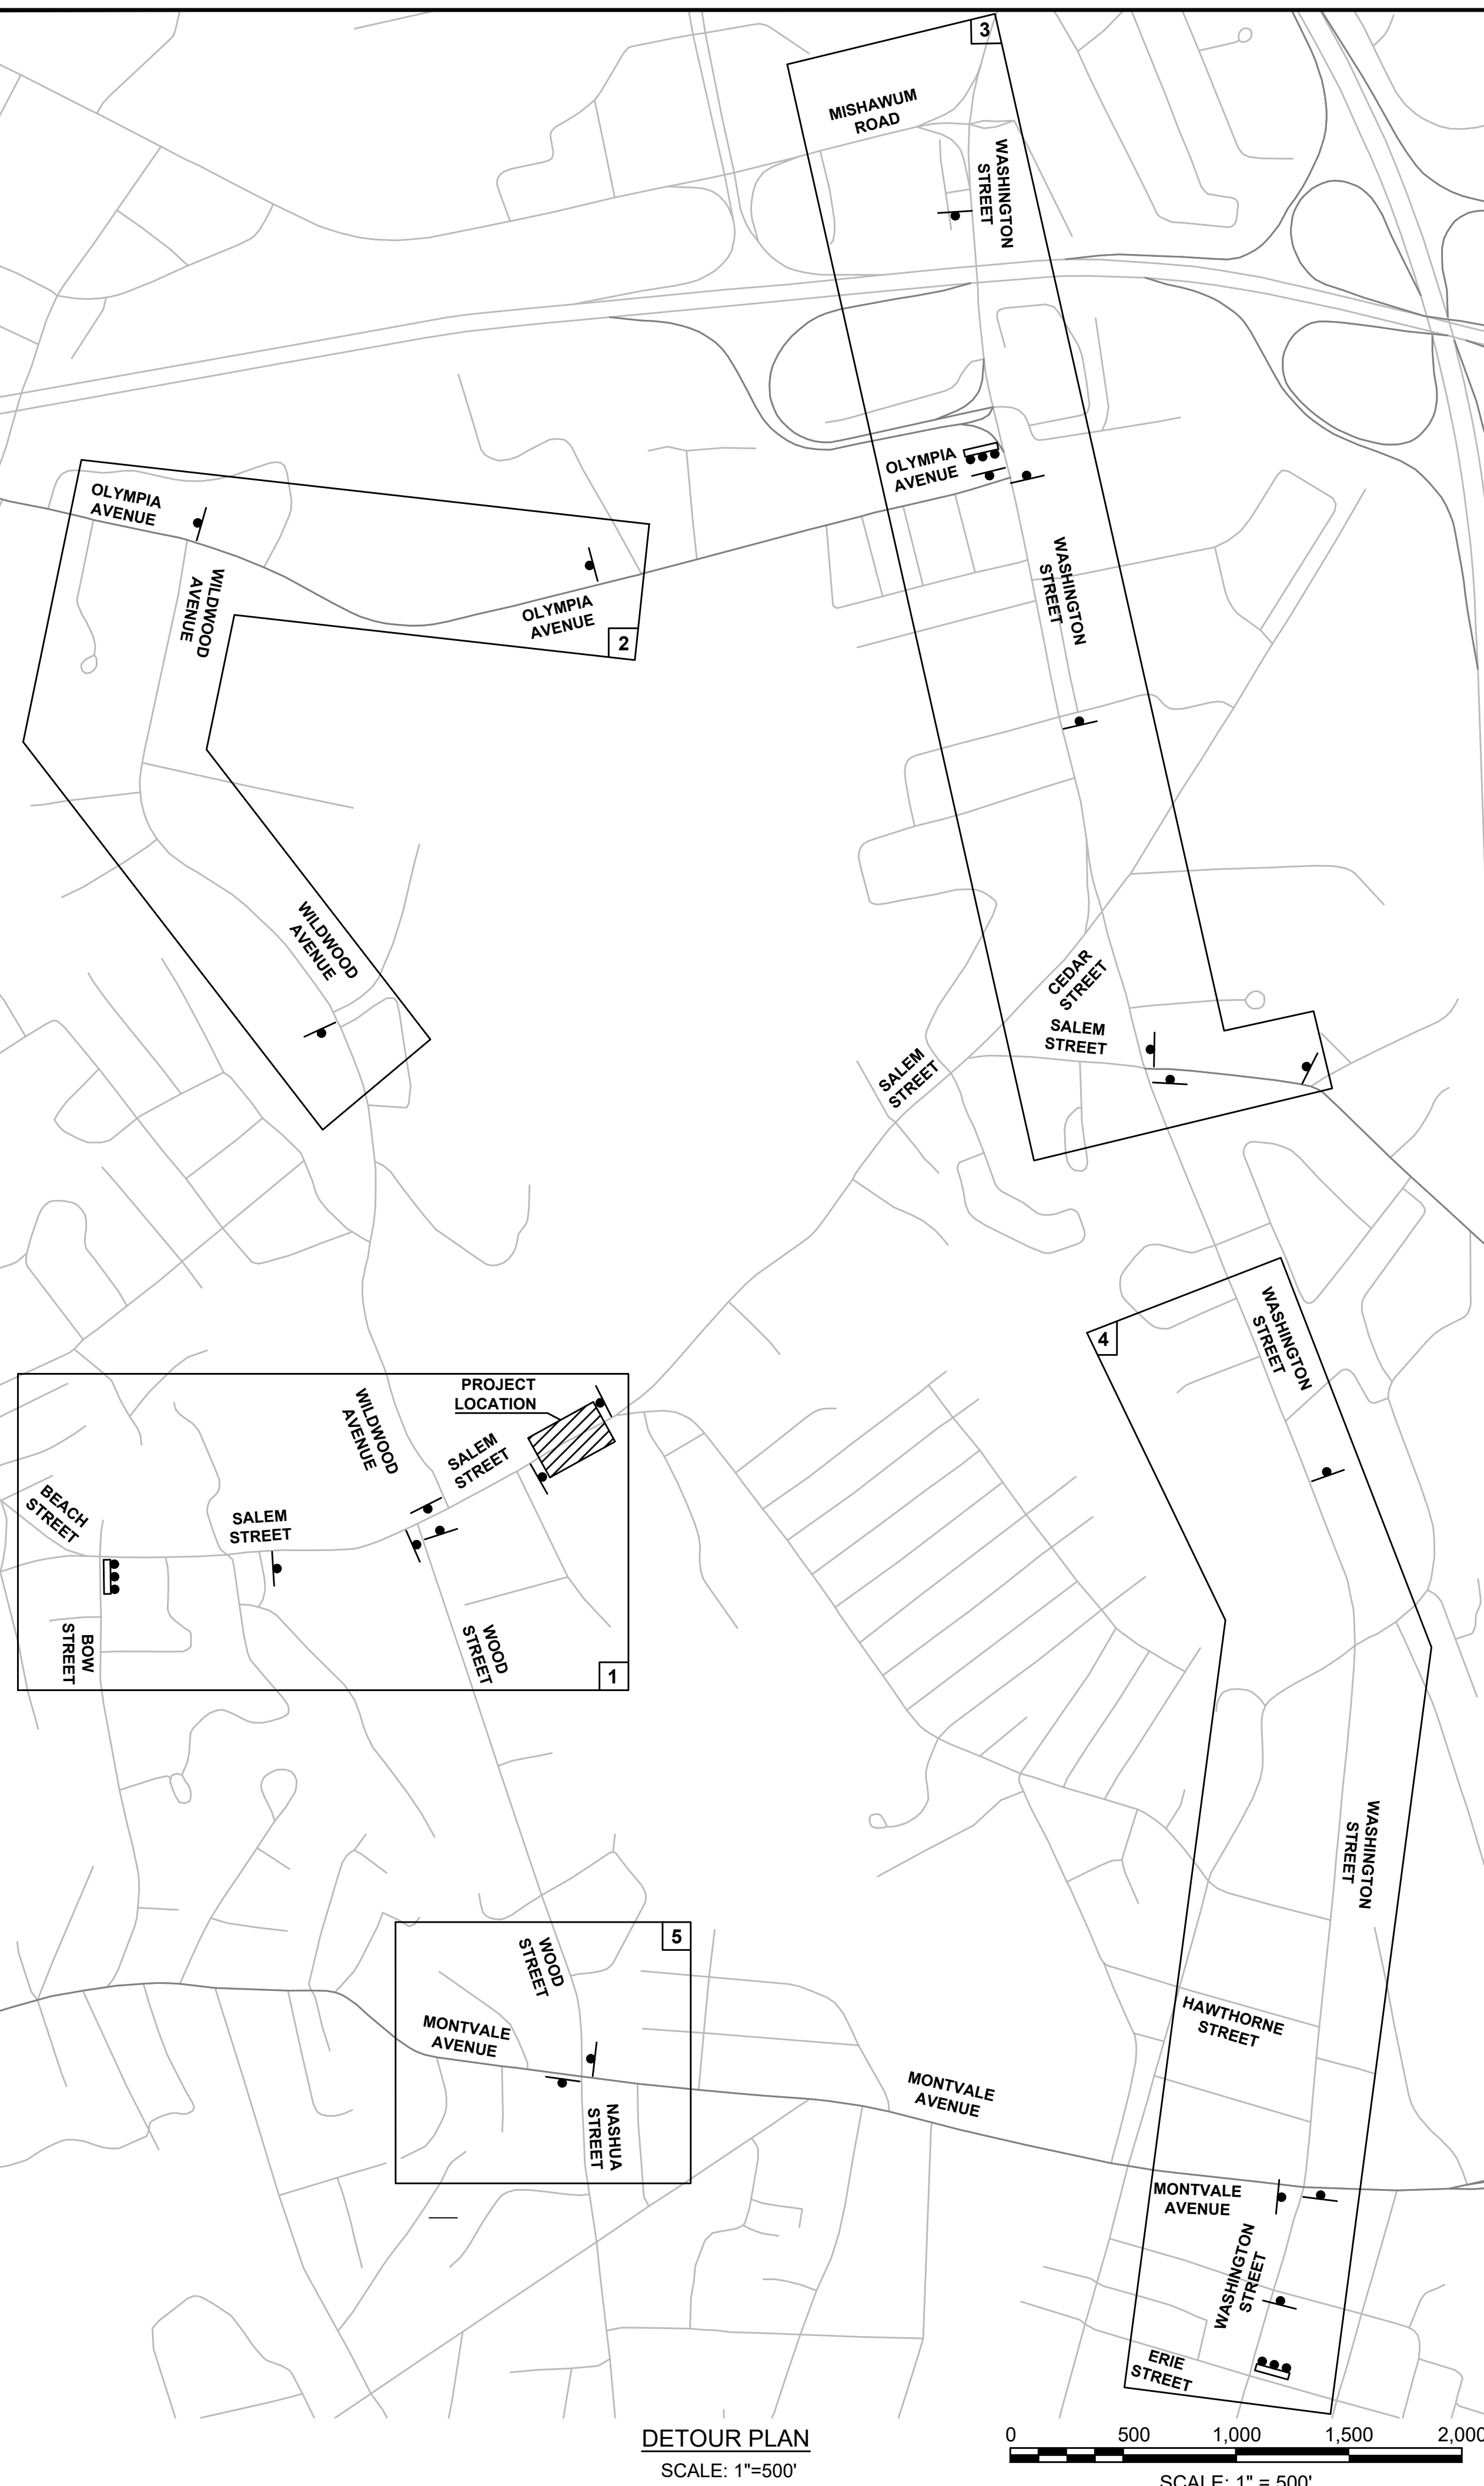 3
MISHAWUM
ROAD
WASHINGTON
STREET
OLYMPIA
AVENUE
OLYMPIA
AVENUE
WASHINGTON
STREET
WILDWOOD
AVENUE
OLYMPIA
AVENUE
2
WILDWOOD
AVENUE
CEDAR
STREET
SALEM
STREET
SALEM
STREET
WASHINGTON
STREET
4
PROJECT
LOCATION
WILDWOOD
AVENUE
SALEM
STREET
BEACH
STREET
SALEM
STREET
BOW
STREET
WOOD
STREET
1
WASHINGTON
STREET
5
WOOD
STREET
HAWTHORNE
STREET
MONTVALE
AVENUE
MONTVALE
AVENUE
NASHUA
STREET
MONTVALE
AVENUE
WASHINGTON
STREET
ERIE
STREET
DETOUR PLAN
SCALE: 1"=500'
0 500 1,000 1,500 2,000
SCALE: 1" = 500'